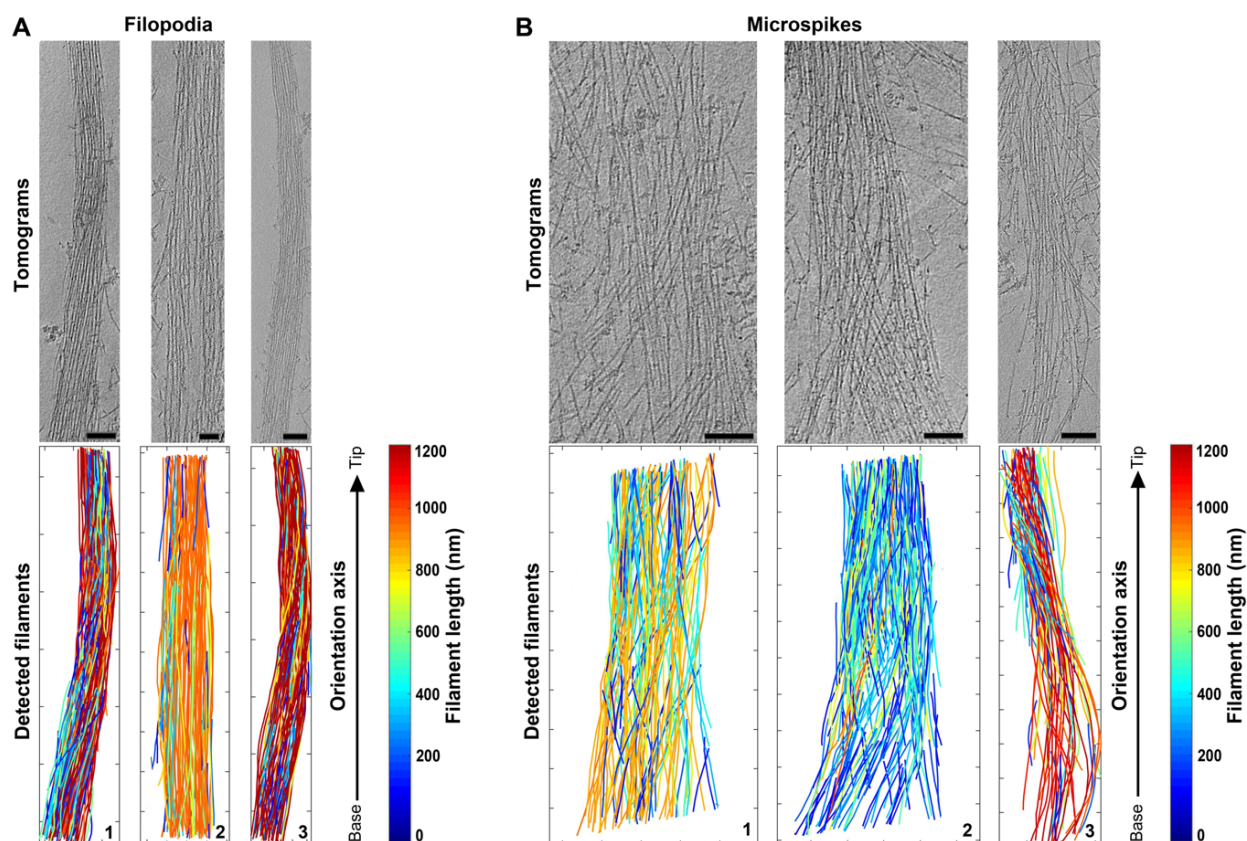 A
Filopodia
B
Microspikes
Tomograms
Tomograms
Detected filaments
1
2
3
Tip
Orientation axis
Base
1200
1000
800
600
400
200
0
Filament length (nm)
Detected filaments
1
2
3
Tip
Orientation axis
Base
1200
1000
800
600
400
200
0
Filament length (nm)